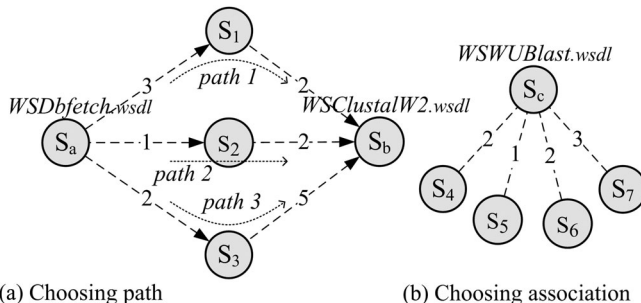 S1
WSWUBlast.wsdl
3
path 1
2
Sc
WSDbfetch.wsdl
WSClustalW2.wsdl
Sa
1
S2
2
Sb
2
1
2
3
path 2
2
path 3
5
S4
S5
S6
S7
S3
(a) Choosing path
(b) Choosing association